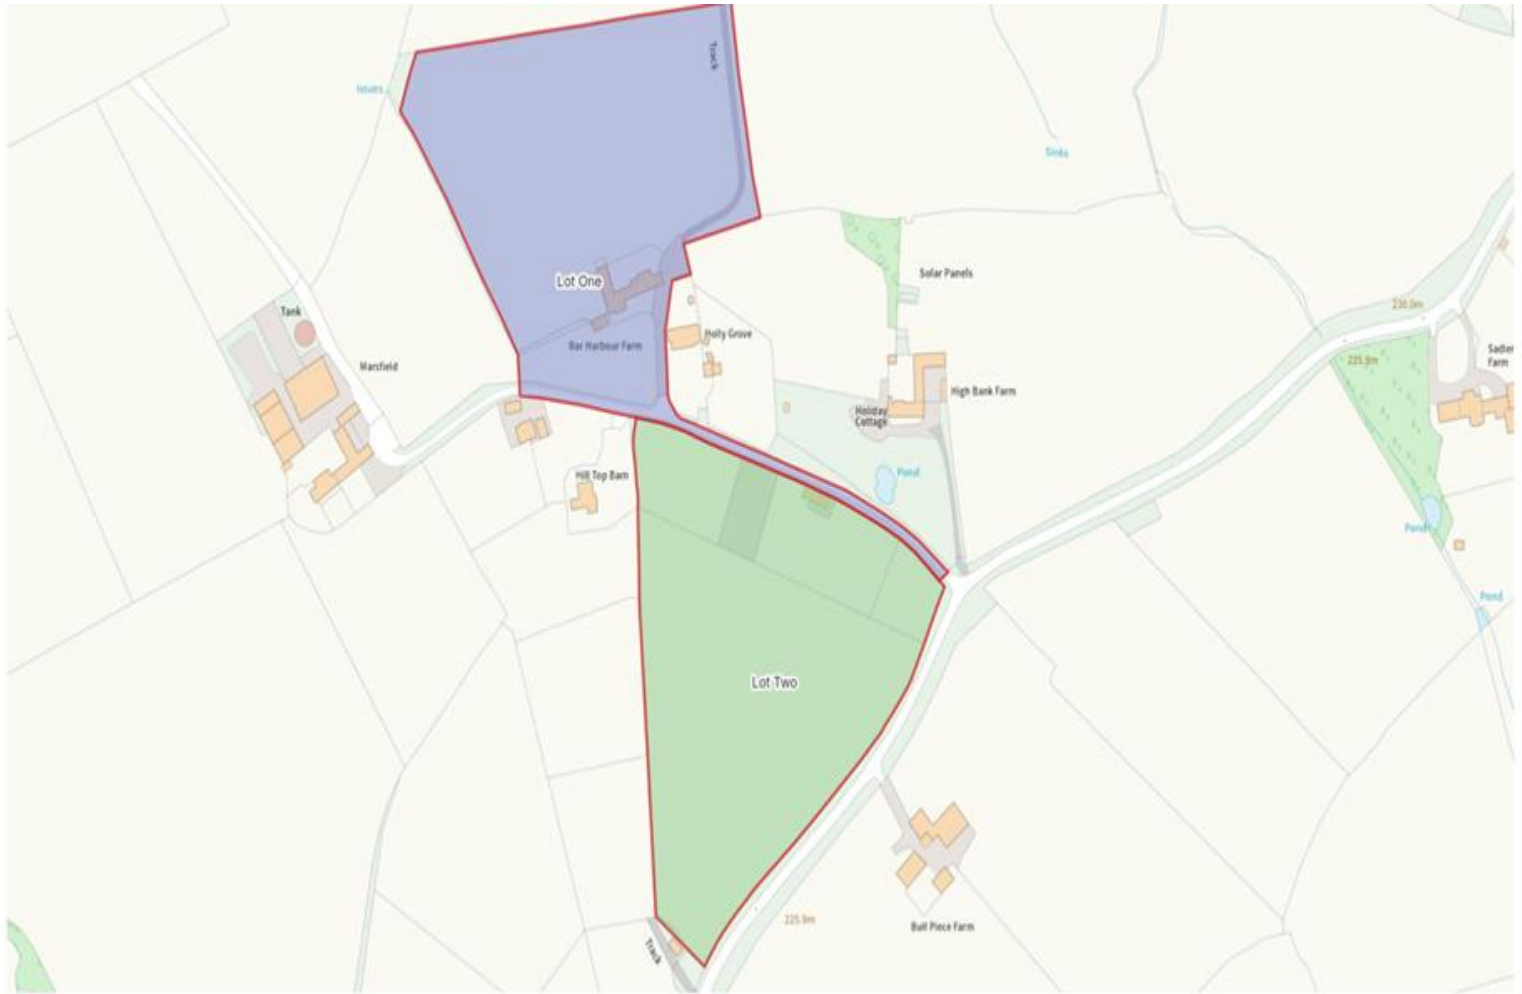 Track
Issues
Sinks
Solar Panels
Lot One
230.0m
Tank
Holly Grove
Bar Harbour Farm
Sadler
Farm
Marsfield
225.3m
High Bank Farm
Holiday
Cottage
Pond
Hill Top Barn
Pond
Pond
Lot Two
225.9m
Bull Piece Farm
Track